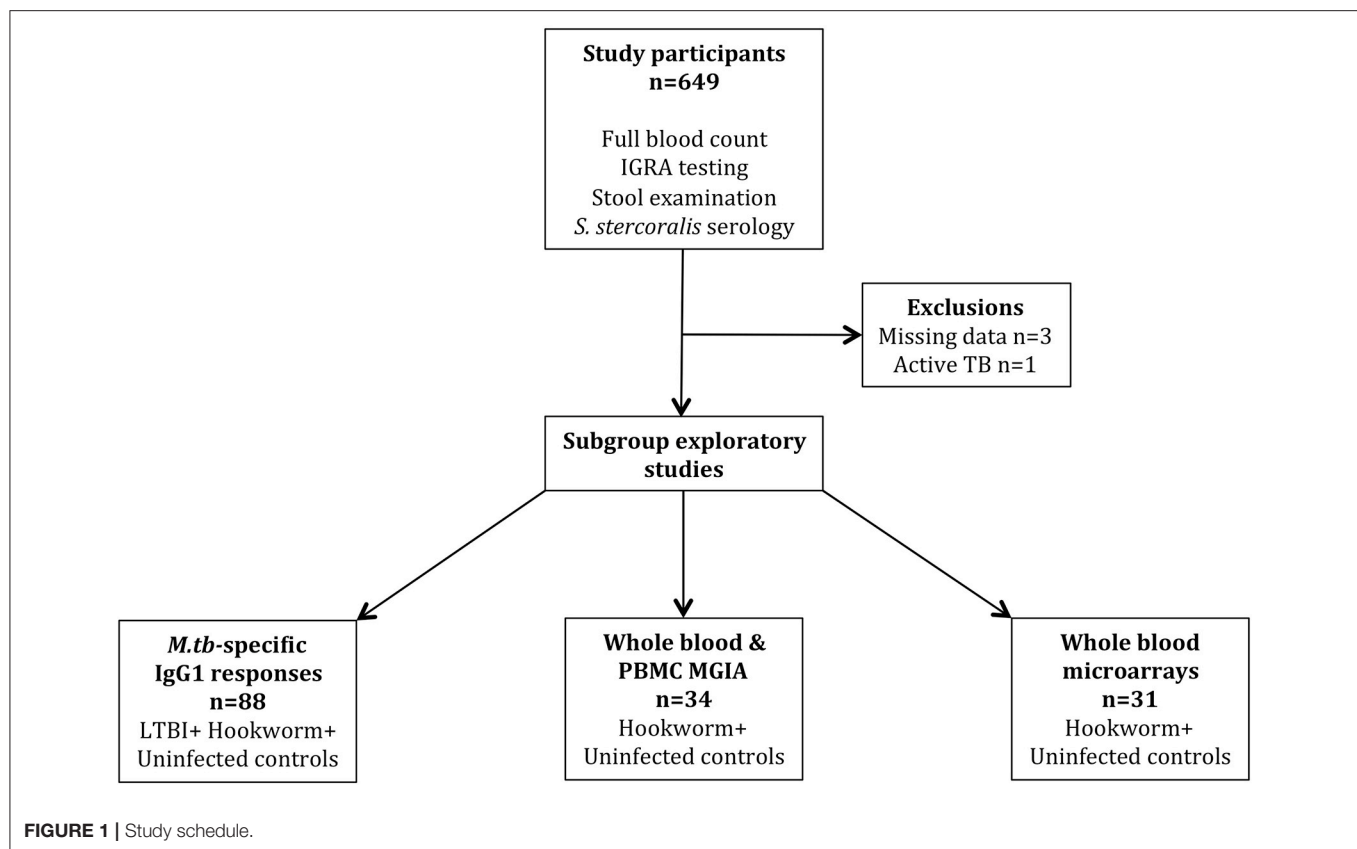 Study participants
n=649
Full blood count
IGRA testing
Stool examination
S. stercoralis serology
Exclusions
Missing data n=3
Active TB n=1
Subgroup exploratory
studies
M.tb-specific
IgG1 responses
n=88
LTBI+ Hookworm+
Uninfected controls
Whole blood &
PBMC MGIA
n=34
Hookworm+
Uninfected controls
Whole blood
microarrays
n=31
Hookworm+
Uninfected controls
FIGURE 1 | Study schedule.